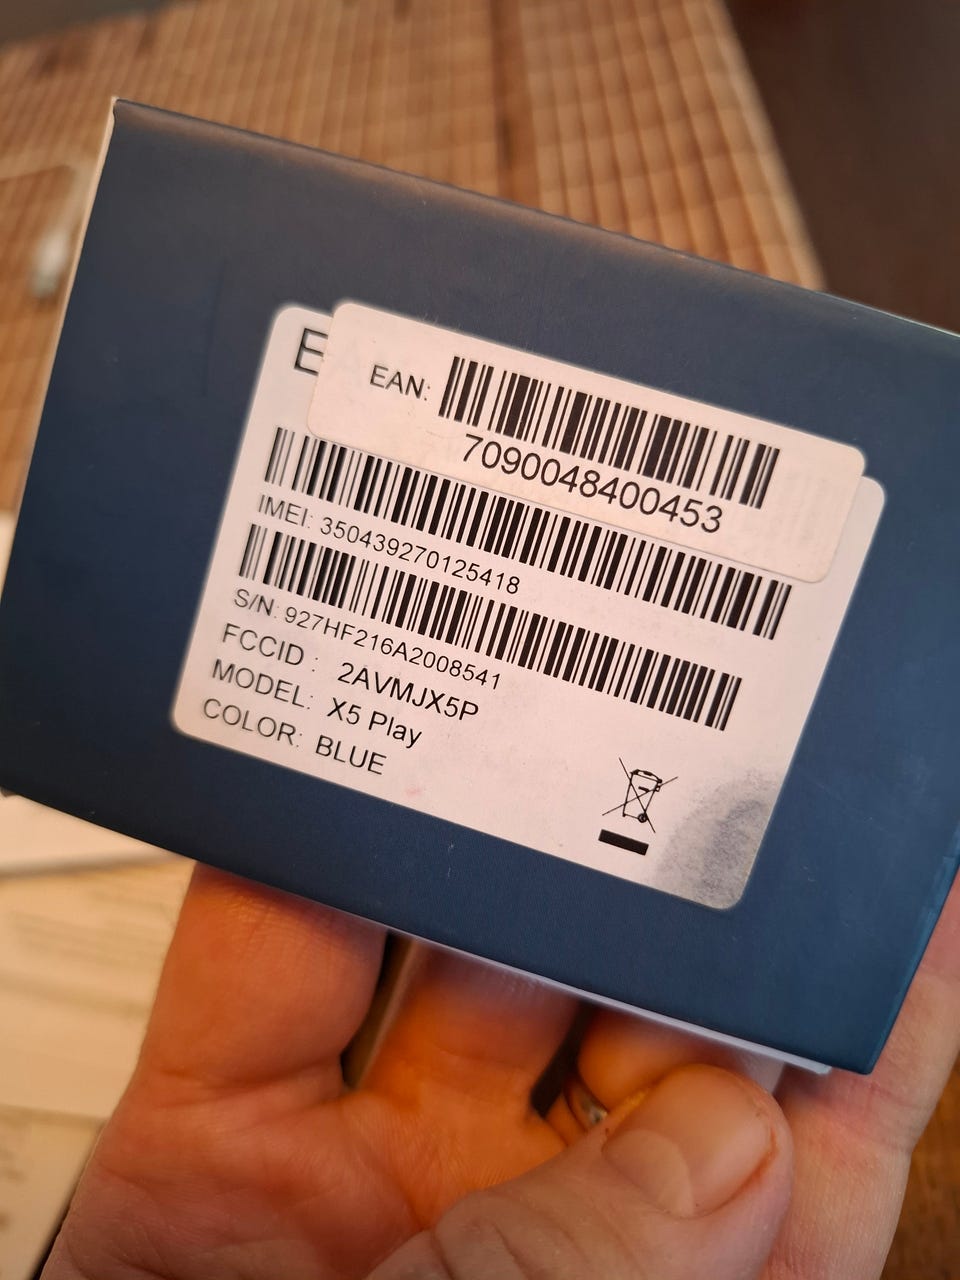 E
EAN:
7090048400453
IMEI: 350439270125418
S/N: 927HF216A2008541
FCCID : 2AVMJX5P
MODEL: X5 Play
COLOR: BLUE